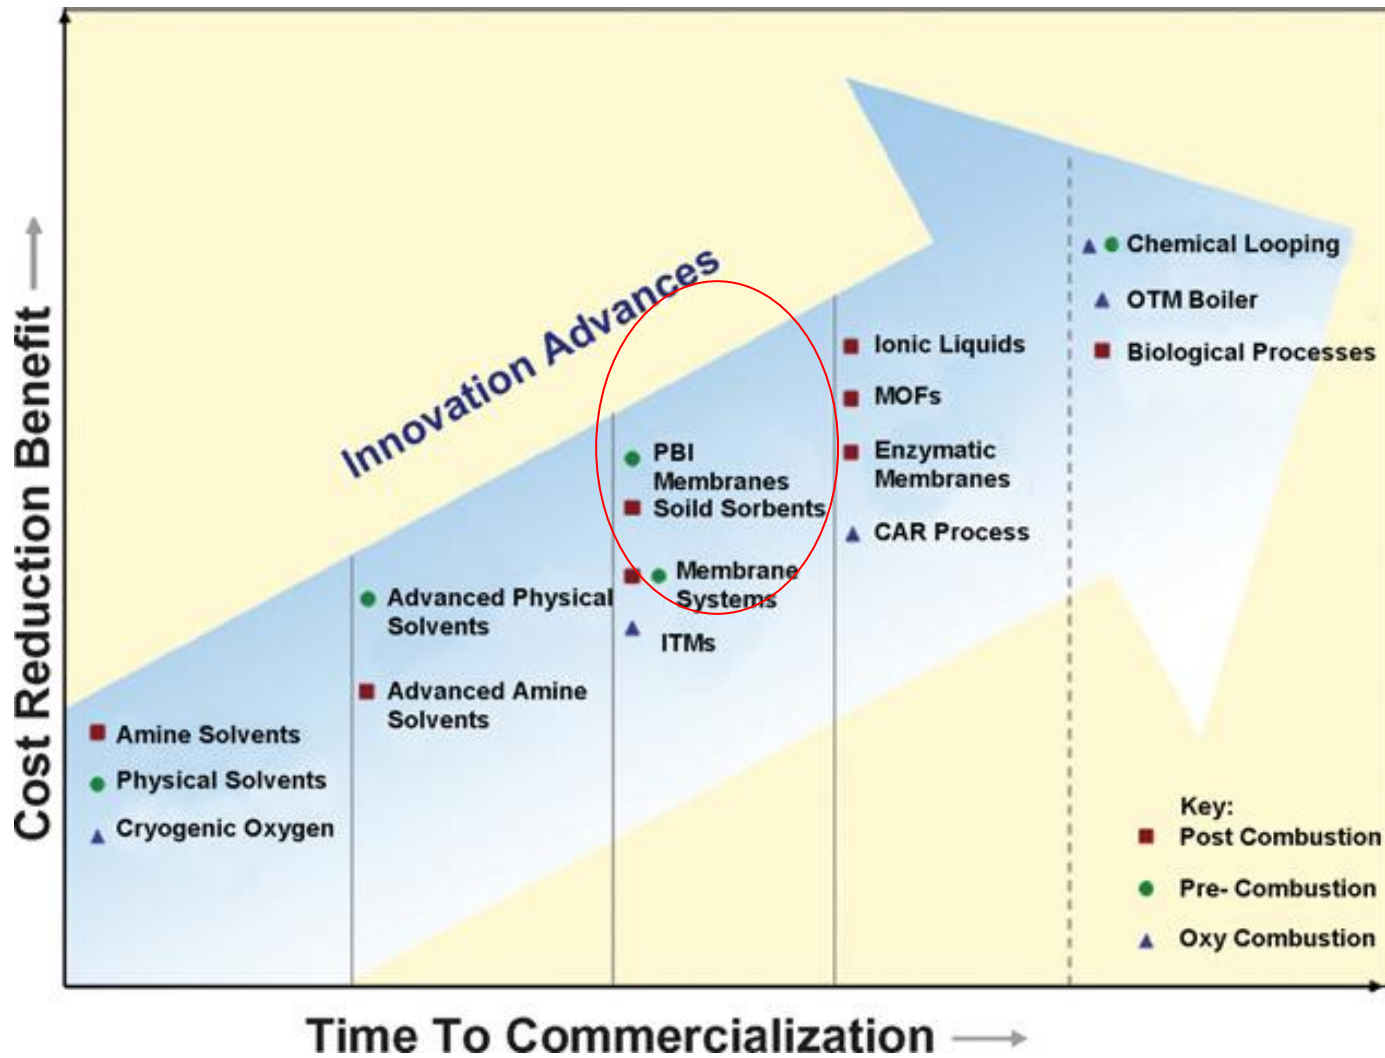 Cost Reduction Benefit
Innovation Advances
Amine Solvents
Physical Solvents
Cryogenic Oxygen
Advanced Physical
Solvents
Advanced Amine
Solvents
PBI
Membranes
Soild Sorbents
Membrane
Systems
ITMs
Ionic Liquids
MOFs
Enzymatic
Membranes
CAR Process
Chemical Looping
OTM Boiler
Biological Processes
Key:
Post Combustion
Pre- Combustion
Oxy Combustion
Time To Commercialization